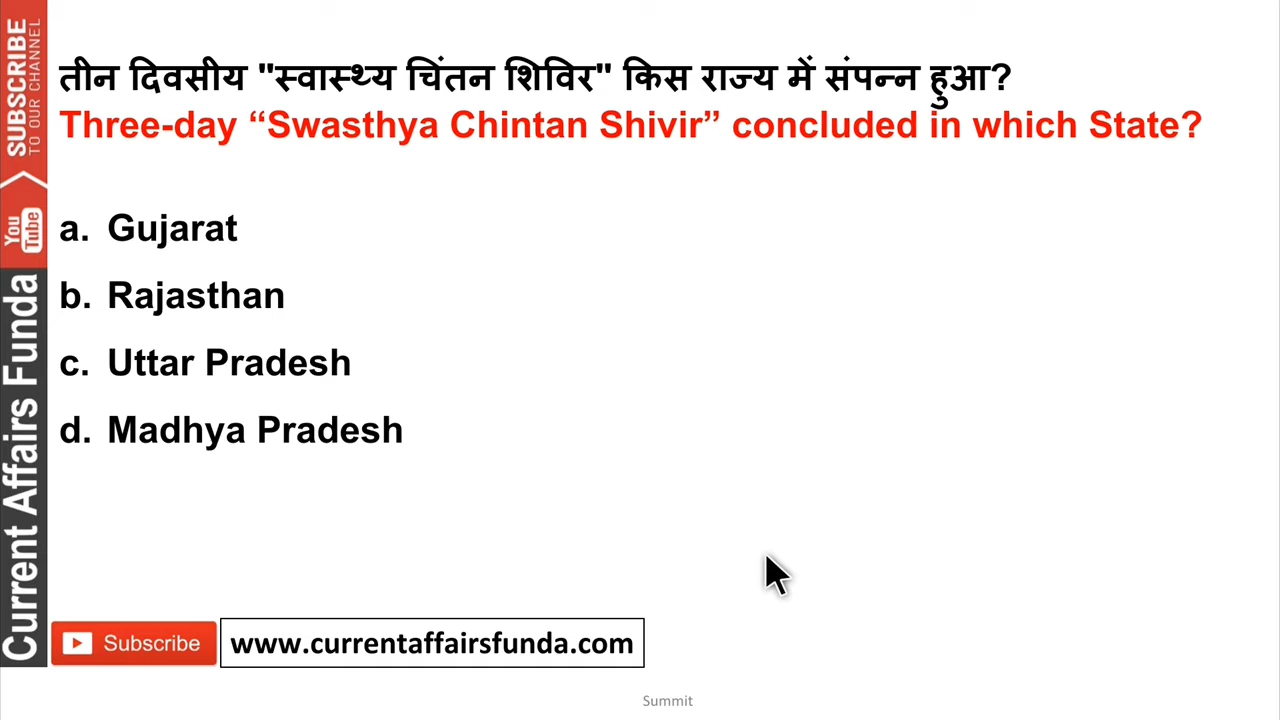 तीन दिवसीय "स्वास्थ्य चिंतन शिविर" किस राज्य में संपन्न हुआ?
Three-day “Swasthya Chintan Shivir” concluded in which State?
a. Gujarat
b. Rajasthan
c. Uttar Pradesh
d. Madhya Pradesh
SUBSCRIBE
TO OUR CHANNEL
You
Tube
Current Affairs Funda
Subscribe
www.currentaffairsfunda.com
Summit